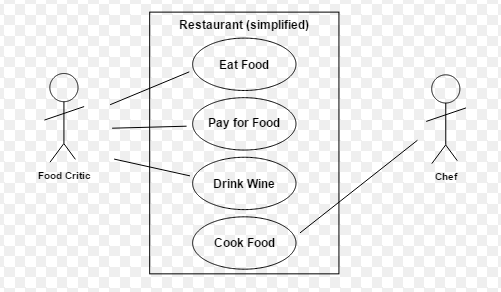 Restaurant (simplified)
Eat Food
Pay for Food
Drink Wine
Cook Food
Food Critic
Chef